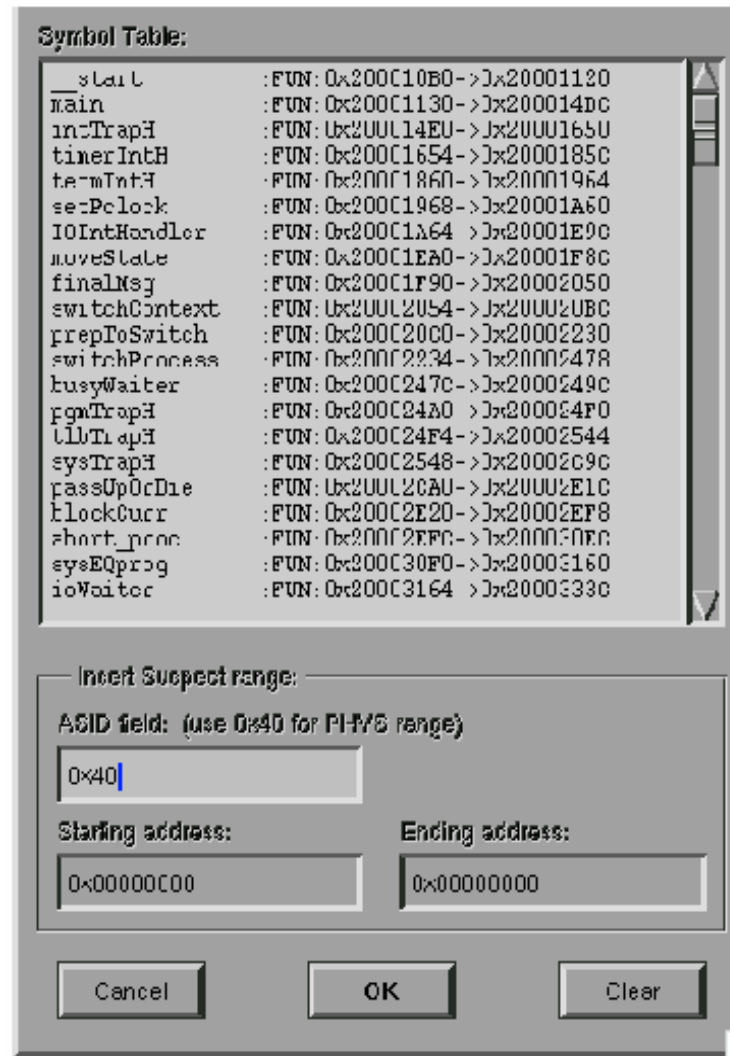 Symbol Table:
__start :FUN:0x200010B0->0x20001120
main :FUN:0x20001130->0x200014DC
intTrapH :FUN:0x200014E0->0x20001650
timerIntH :FUN:0x20001654->0x2000185C
termIntH :FUN:0x20001860->0x20001964
setPclock :FUN:0x20001968->0x20001A60
IOIntHandler :FUN:0x20001A64->0x20001E9C
moveState :FUN:0x20001EA0->0x20001F8C
finalMsg :FUN:0x20001F90->0x20002050
switchContext :FUN:0x20002054->0x200020BC
prepToSwitch :FUN:0x200020C0->0x20002230
switchProcess :FUN:0x20002234->0x20002478
busyWaiter :FUN:0x2000247C->0x2000249C
pgmTrapH :FUN:0x200024A0->0x200024F0
tlbTrapH :FUN:0x200024F4->0x20002544
sysTrapH :FUN:0x20002548->0x20002C9C
passUpOrDie :FUN:0x20002CA0->0x20002E1C
blockCurr :FUN:0x20002E20->0x20002EF8
short_proc :FUN:0x20002EFC->0x200030EC
sysEQprog :FUN:0x200030F0->0x20003160
ioWaiter :FUN:0x20003164->0x2000333C
Insert Suspect range:
ASID field: (use 0x40 for PHYS range)
0x40
Starting address: Ending address:
0x00000000 0x00000000
Cancel OK Clear